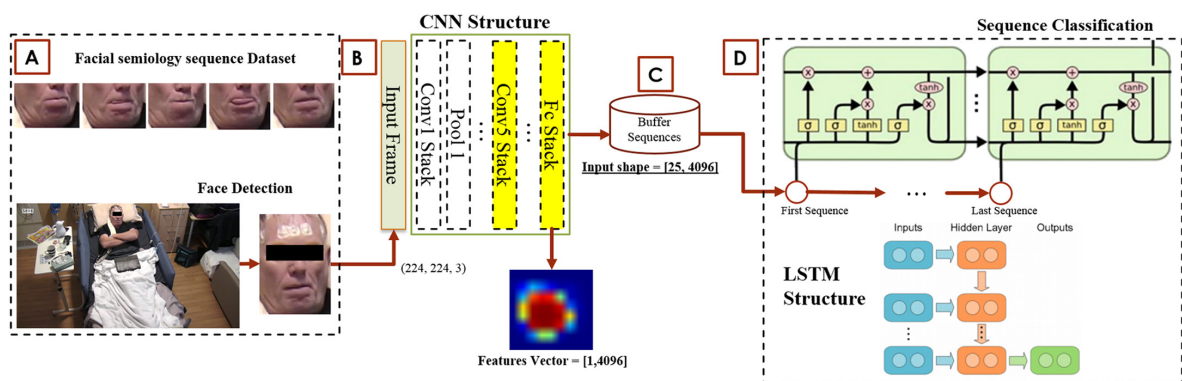 A
Facial semiology sequence Dataset
Face Detection
B
CNN Structure
Input Frame
Conv1 Stack
Pool 1
Conv5 Stack
Fc Stack
(224, 224, 3)
Features Vector = [1,4096]
C
Buffer
Sequences
Input shape = [25, 4096]
D
Sequence Classification
x
+
tanh
x
x
σ
σ
tanh
σ
x
+
tanh
x
x
σ
σ
tanh
σ
First Sequence
Last Sequence
Inputs
Hidden Layer
Outputs
LSTM
Structure